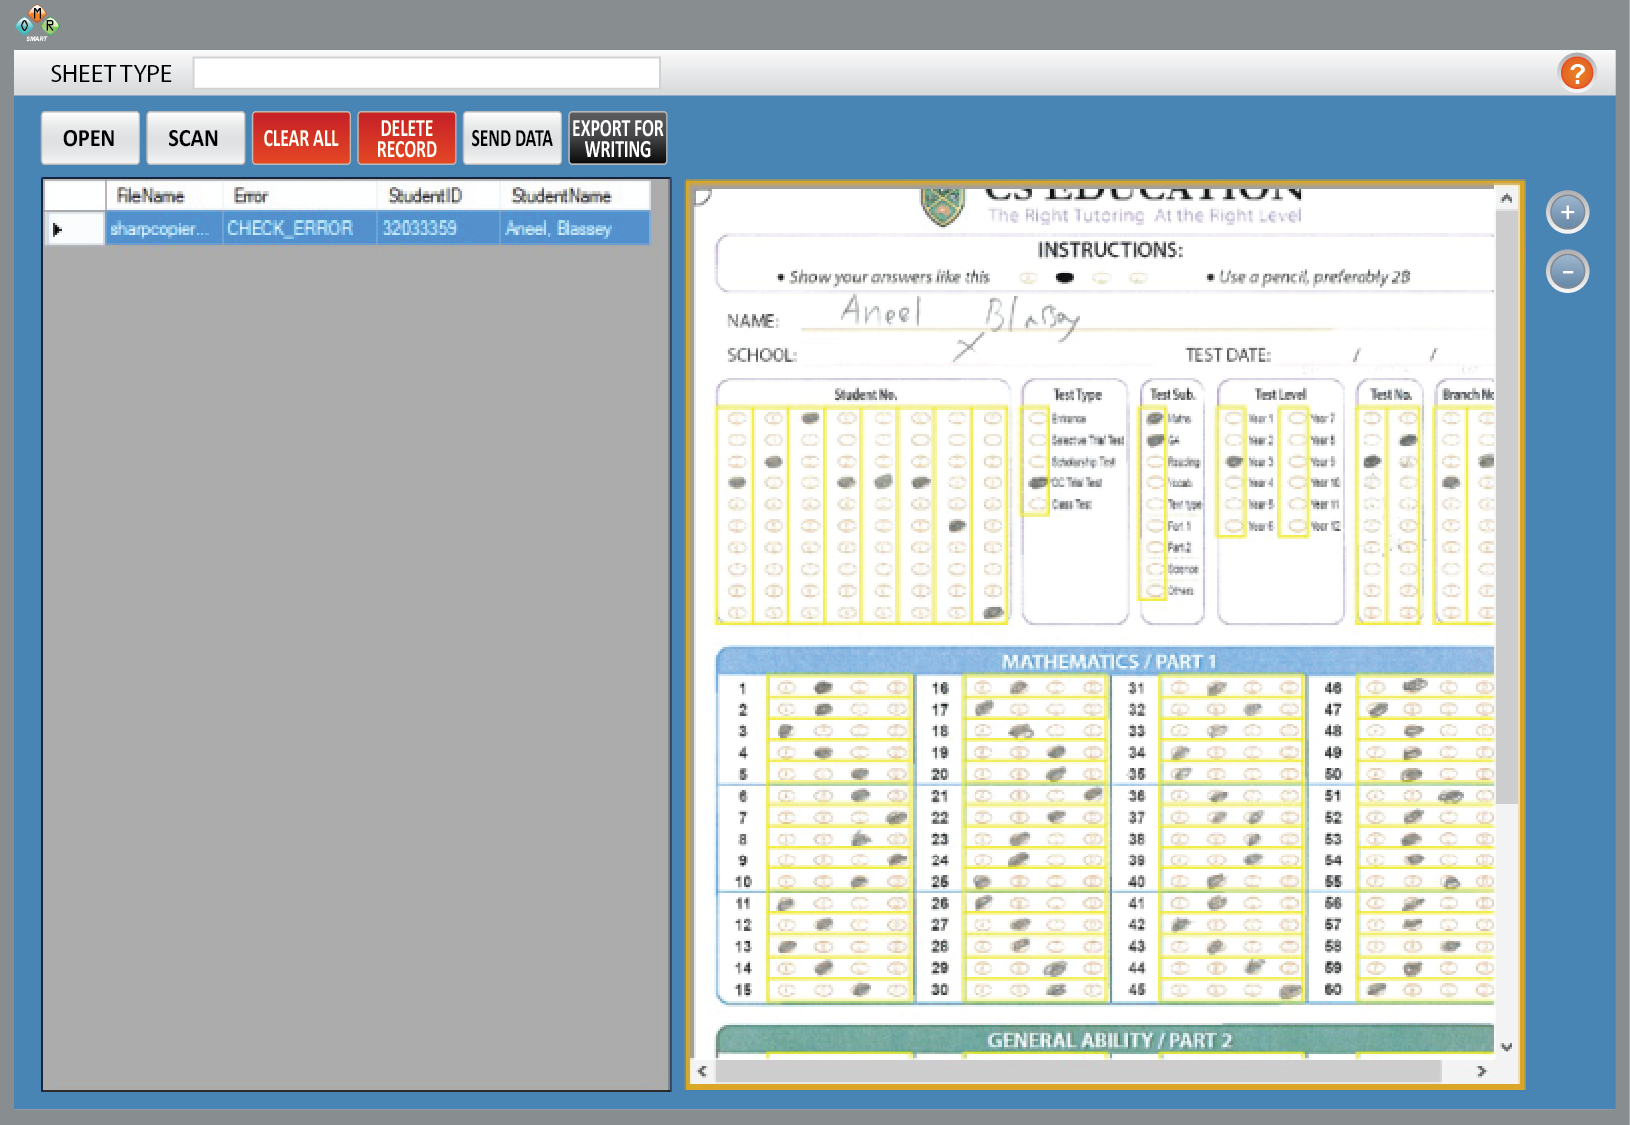 OMR
SMART
SHEET TYPE
?
OPEN
SCAN
CLEAR ALL
DELETE RECORD
SEND DATA
EXPORT FOR WRITING
FileName Error StudentID StudentName
sharpcopier... CHECK_ERROR 32033359 Aneel, Blassey
CS EDUCATION
The Right Tutoring At the Right Level
INSTRUCTIONS:
• Show your answers like this
• Use a pencil, preferably 2B
NAME: Aneel
SCHOOL: X
TEST DATE: / /
Student No. Test Type Test Sub. Test Level Test No. Branch
Entrance Maths Year 1 Year 7
Selective Trial Test GA Year 2 Year 8
Scholarship Test Reading Year 3 Year 9
OC Trial Test Vocab Year 4 Year 10
Class Test Text type Year 5 Year 11
Part 1 Year 6 Year 12
Part 2
Science
Others
MATHEMATICS / PART 1
1 16 31 46
2 17 32 47
3 18 33 48
4 19 34 49
5 20 35 50
6 21 36 51
7 22 37 52
8 23 38 53
9 24 39 54
10 25 40 55
11 26 41 56
12 27 42 57
13 28 43 58
14 29 44 59
15 30 45 60
GENERAL ABILITY / PART 2